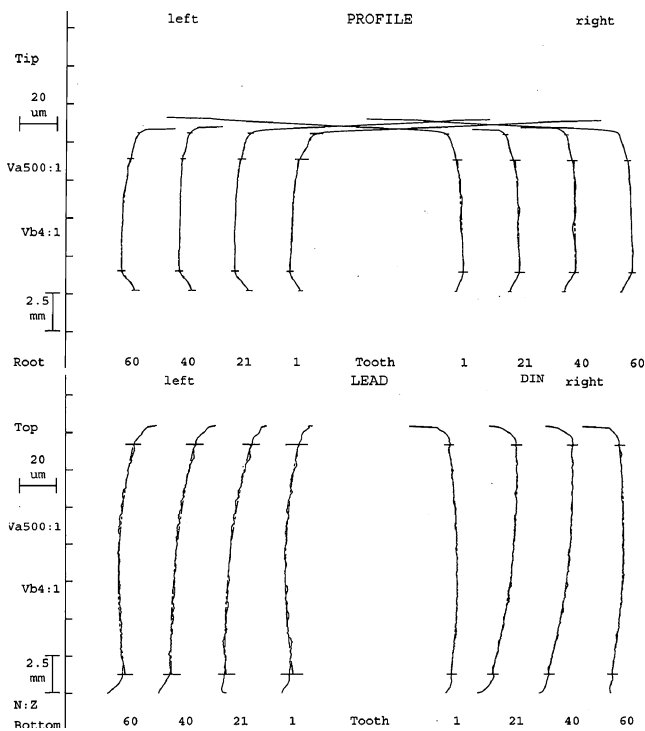 left PROFILE right
Tip
20
um
Va500:1
Vb4:1
2.5
mm
Root 60 40 21 1 Tooth 1 21 40 60
left LEAD DIN right
Top
20
um
Va500:1
Vb4:1
2.5
mm
N:Z
Bottom 60 40 21 1 Tooth 1 21 40 60